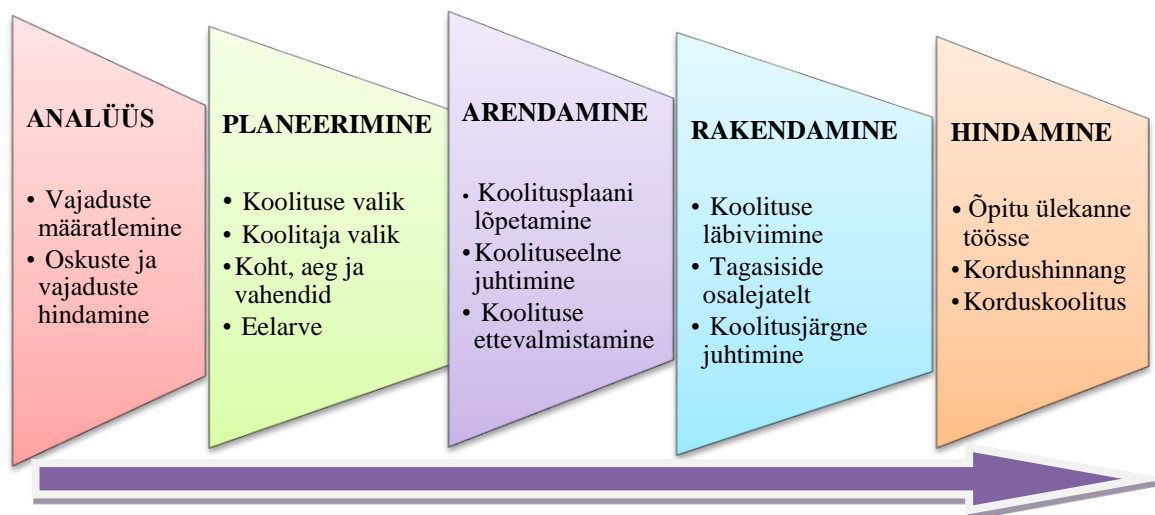 ANALÜÜS
• Vajaduste
määratlemine
• Oskuste ja
vajaduste
hindamine
PLANEERIMINE
• Koolituse valik
• Koolitaja valik
• Koht, aeg ja
vahendid
• Eelarve
ARENDAMINE
• Koolitusplaani
lõpetamine
• Koolituseelne
juhtimine
• Koolituse
ettevalmistamine
RAKENDAMINE
• Koolituse
läbiviimine
• Tagasiside
osalejatelt
• Koolitusjärgne
juhtimine
HINDAMINE
• Õpitu ülekanne
töösse
• Kordushinnang
• Korduskoolitus